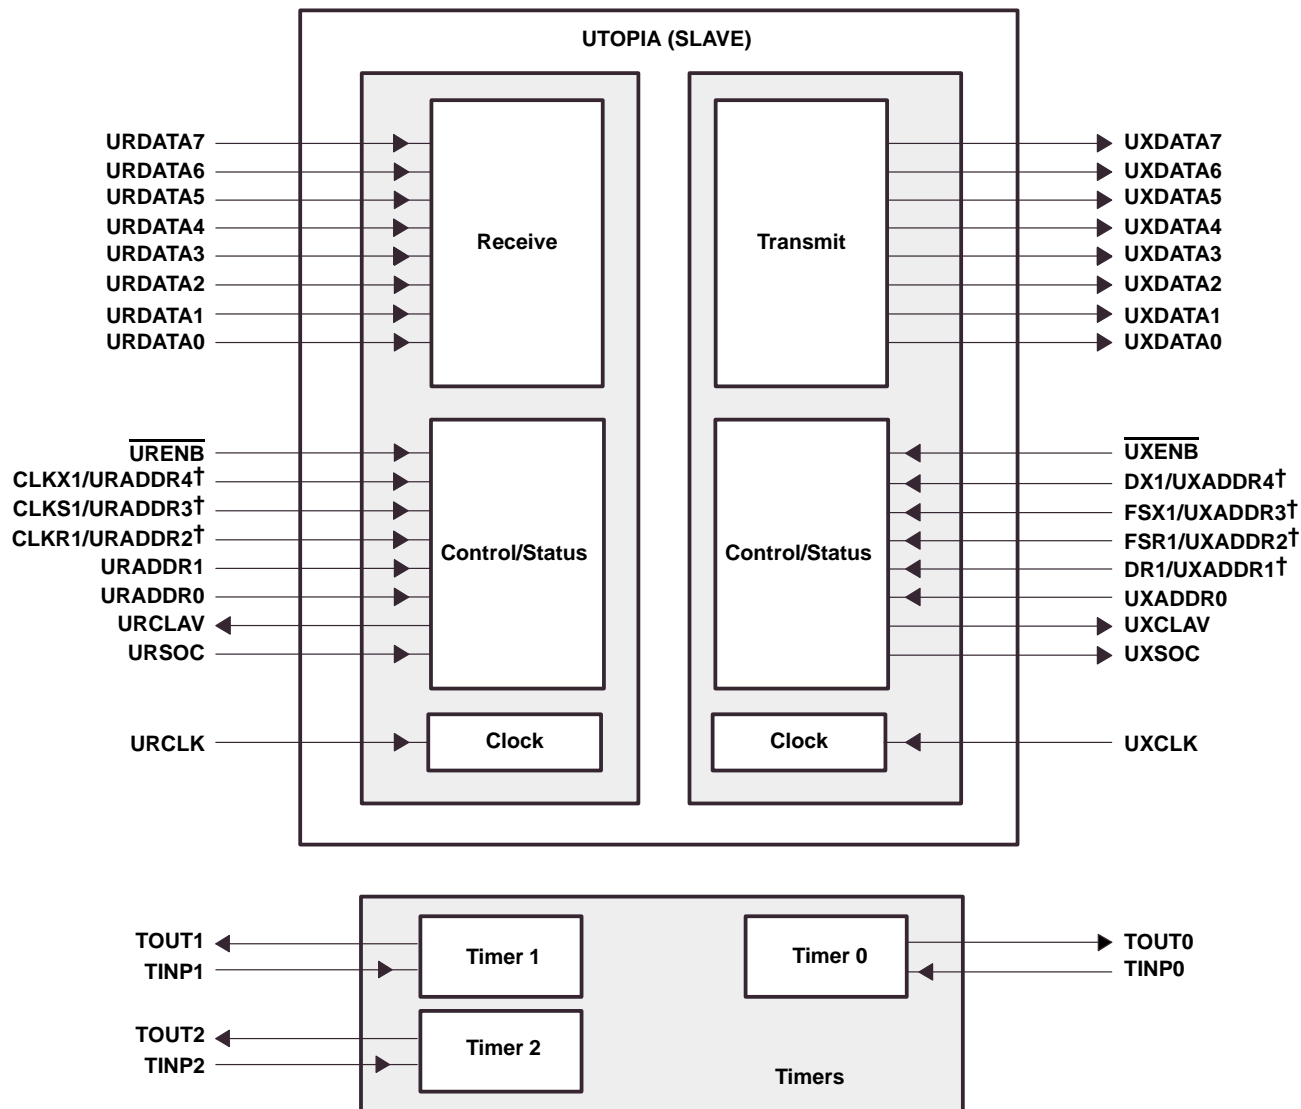 UTOPIA (SLAVE)
URDATA7
URDATA6
URDATA5
URDATA4
URDATA3
URDATA2
URDATA1
URDATA0
Receive
Transmit
UXDATA7
UXDATA6
UXDATA5
UXDATA4
UXDATA3
UXDATA2
UXDATA1
UXDATA0
URENB
CLKX1/URADDR4†
CLKS1/URADDR3†
CLKR1/URADDR2†
URADDR1
URADDR0
URCLAV
URSOC
Control/Status
Control/Status
UXENB
DX1/UXADDR4†
FSX1/UXADDR3†
FSR1/UXADDR2†
DR1/UXADDR1†
UXADDR0
UXCLAV
UXSOC
URCLK
Clock
Clock
UXCLK
TOUT1
TINP1
Timer 1
Timer 0
TOUT0
TINP0
TOUT2
TINP2
Timer 2
Timers